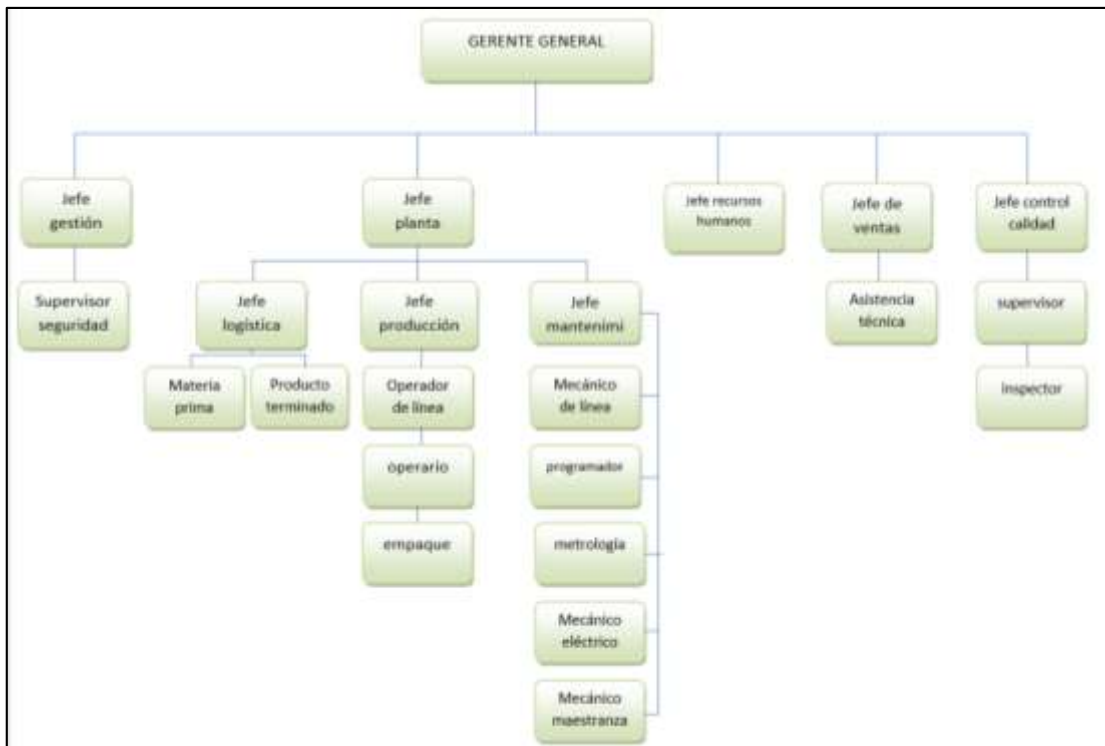 GERENTE GENERAL
Jefe
gestión
Jefe
planta
Jefe recursos
humanos
Jefe de
ventas
Jefe control
calidad
Supervisor
seguridad
Jefe
logística
Jefe
producción
Jefe
mantenimi
Asistencia
técnica
supervisor
Materia
prima
Producto
terminado
Operador
de línea
Mecánico
de línea
inspector
operario
programador
empaque
metrología
Mecánico
eléctrico
Mecánico
maestranza